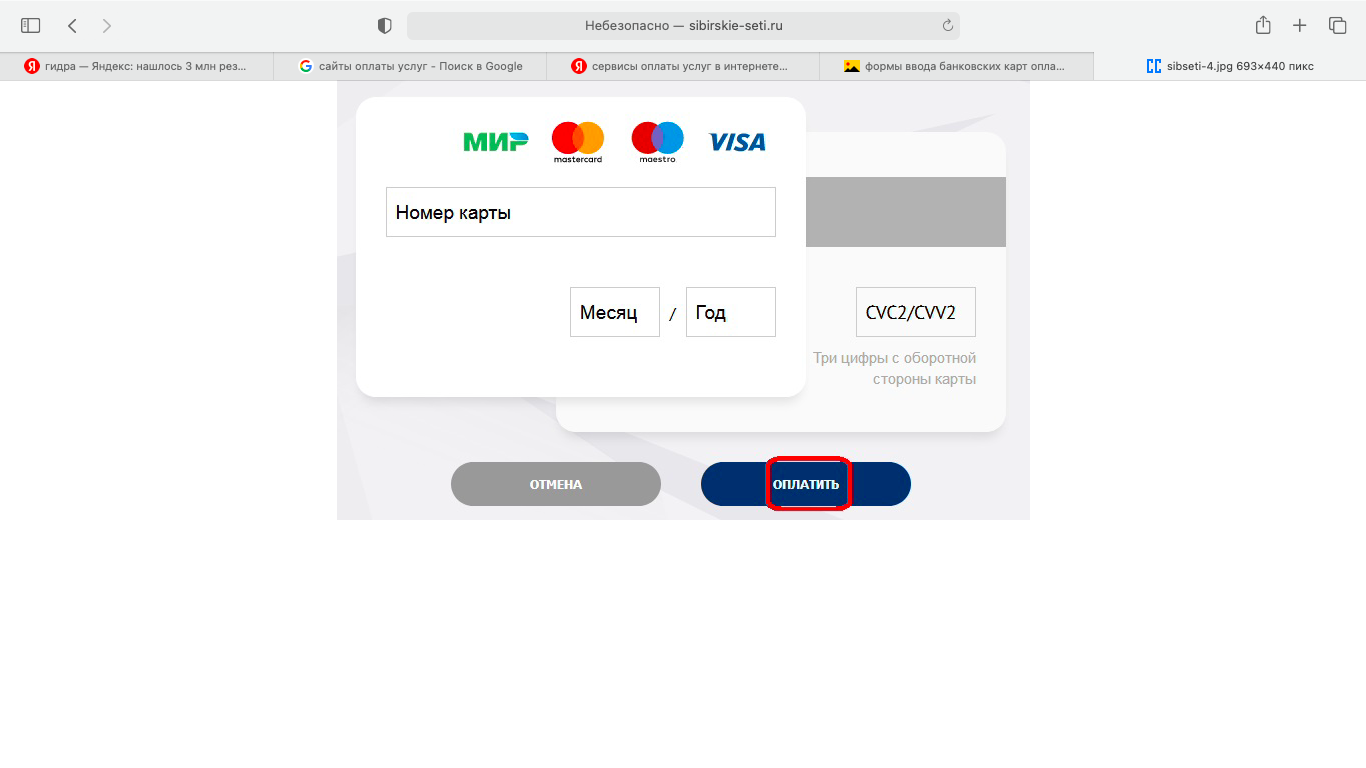 Небезопасно — sibirskie-seti.ru
гидра — Яндекс: нашлось 3 млн рез...
сайты оплаты услуг - Поиск в Google
сервисы оплаты услуг в интернете...
формы ввода банковских карт опла...
sibseti-4.jpg 693×440 пикс
МИР mastercard maestro VISA
Номер карты
Месяц / Год
CVC2/CVV2
Три цифры с оборотной
стороны карты
ОТМЕНА
ОПЛАТИТЬ